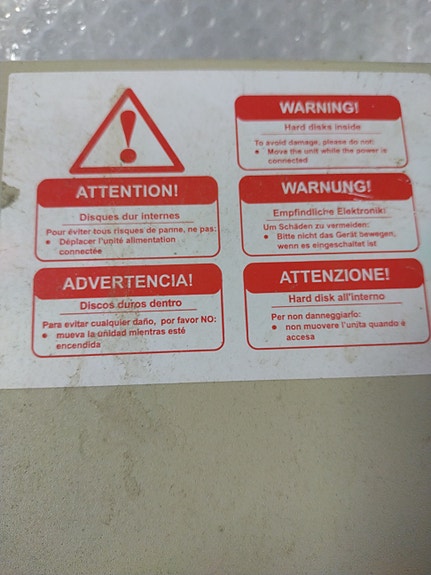 WARNING!
Hard disks inside
To avoid damage, please do not:
● Move the unit while the power is
connected
ATTENTION!
Disques dur internes
Pour éviter tous risques de panne, ne pas:
● Déplacer l'unité alimentation
connectée
WARNUNG!
Empfindliche Elektronik!
Um Schäden zu vermeiden:
● Bitte nicht das Gerät bewegen,
wenn es eingeschaltet ist
ADVERTENCIA!
Discos duros dentro
Para evitar cualquier daño, por favor NO:
● mueva la unidad mientras esté
encendida
ATTENZIONE!
Hard disk all'interno
Per non danneggiarlo:
● non muovere l'unita quando è
accesa